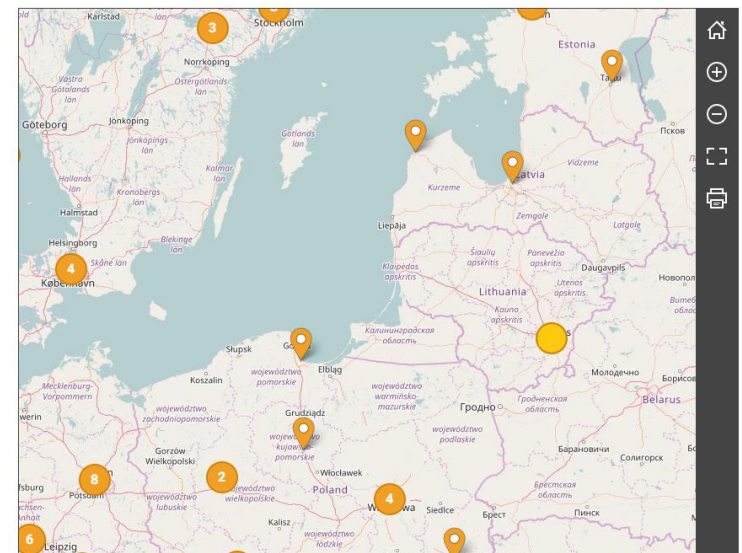 Karlstad
län
3
Stockholm
Norrköping
Estonia
Västra
Götalands
län
Östergötlands
län
Псков
Göteborg
Jönköping
Jönköpings
län
Gotlands
län
Latvia
Vidzeme
Hallands
län
Kronobergs
län
Kalmar
län
Kurzeme
Halmstad
Zemgale
Latgale
Liepāja
Helsingborg
Blekinge
län
Skåne län
4
København
Klaipėdos
apskritis
Šiaulių
apskritis
Panevėžio
apskritis
Daugavpils
Lithuania
Utenos
apskritis
Kauno
apskritis
Калининградская
область
Słupsk
Elbląg
Koszalin
województwo
pomorskie
Молодечно
Mecklenburg-
Vorpommern
województwo
zachodniopomorskie
Grudziądz
województwo
warmińsko-
mazurskie
Гродно
Гродненская
область
Belarus
województwo
podlaskie
kujawsko-
pomorskie
Gorzów
Wielkopolski
Барановичи
Солигорск
Włocławek
8
Potsdam
2
województwo
lubuskie
województwo
wielkopolskie
Poland
4
Siedlce
Брест
Брестская
область
Пинск
Kalisz
województwo
łódzkie
6
Leipzig